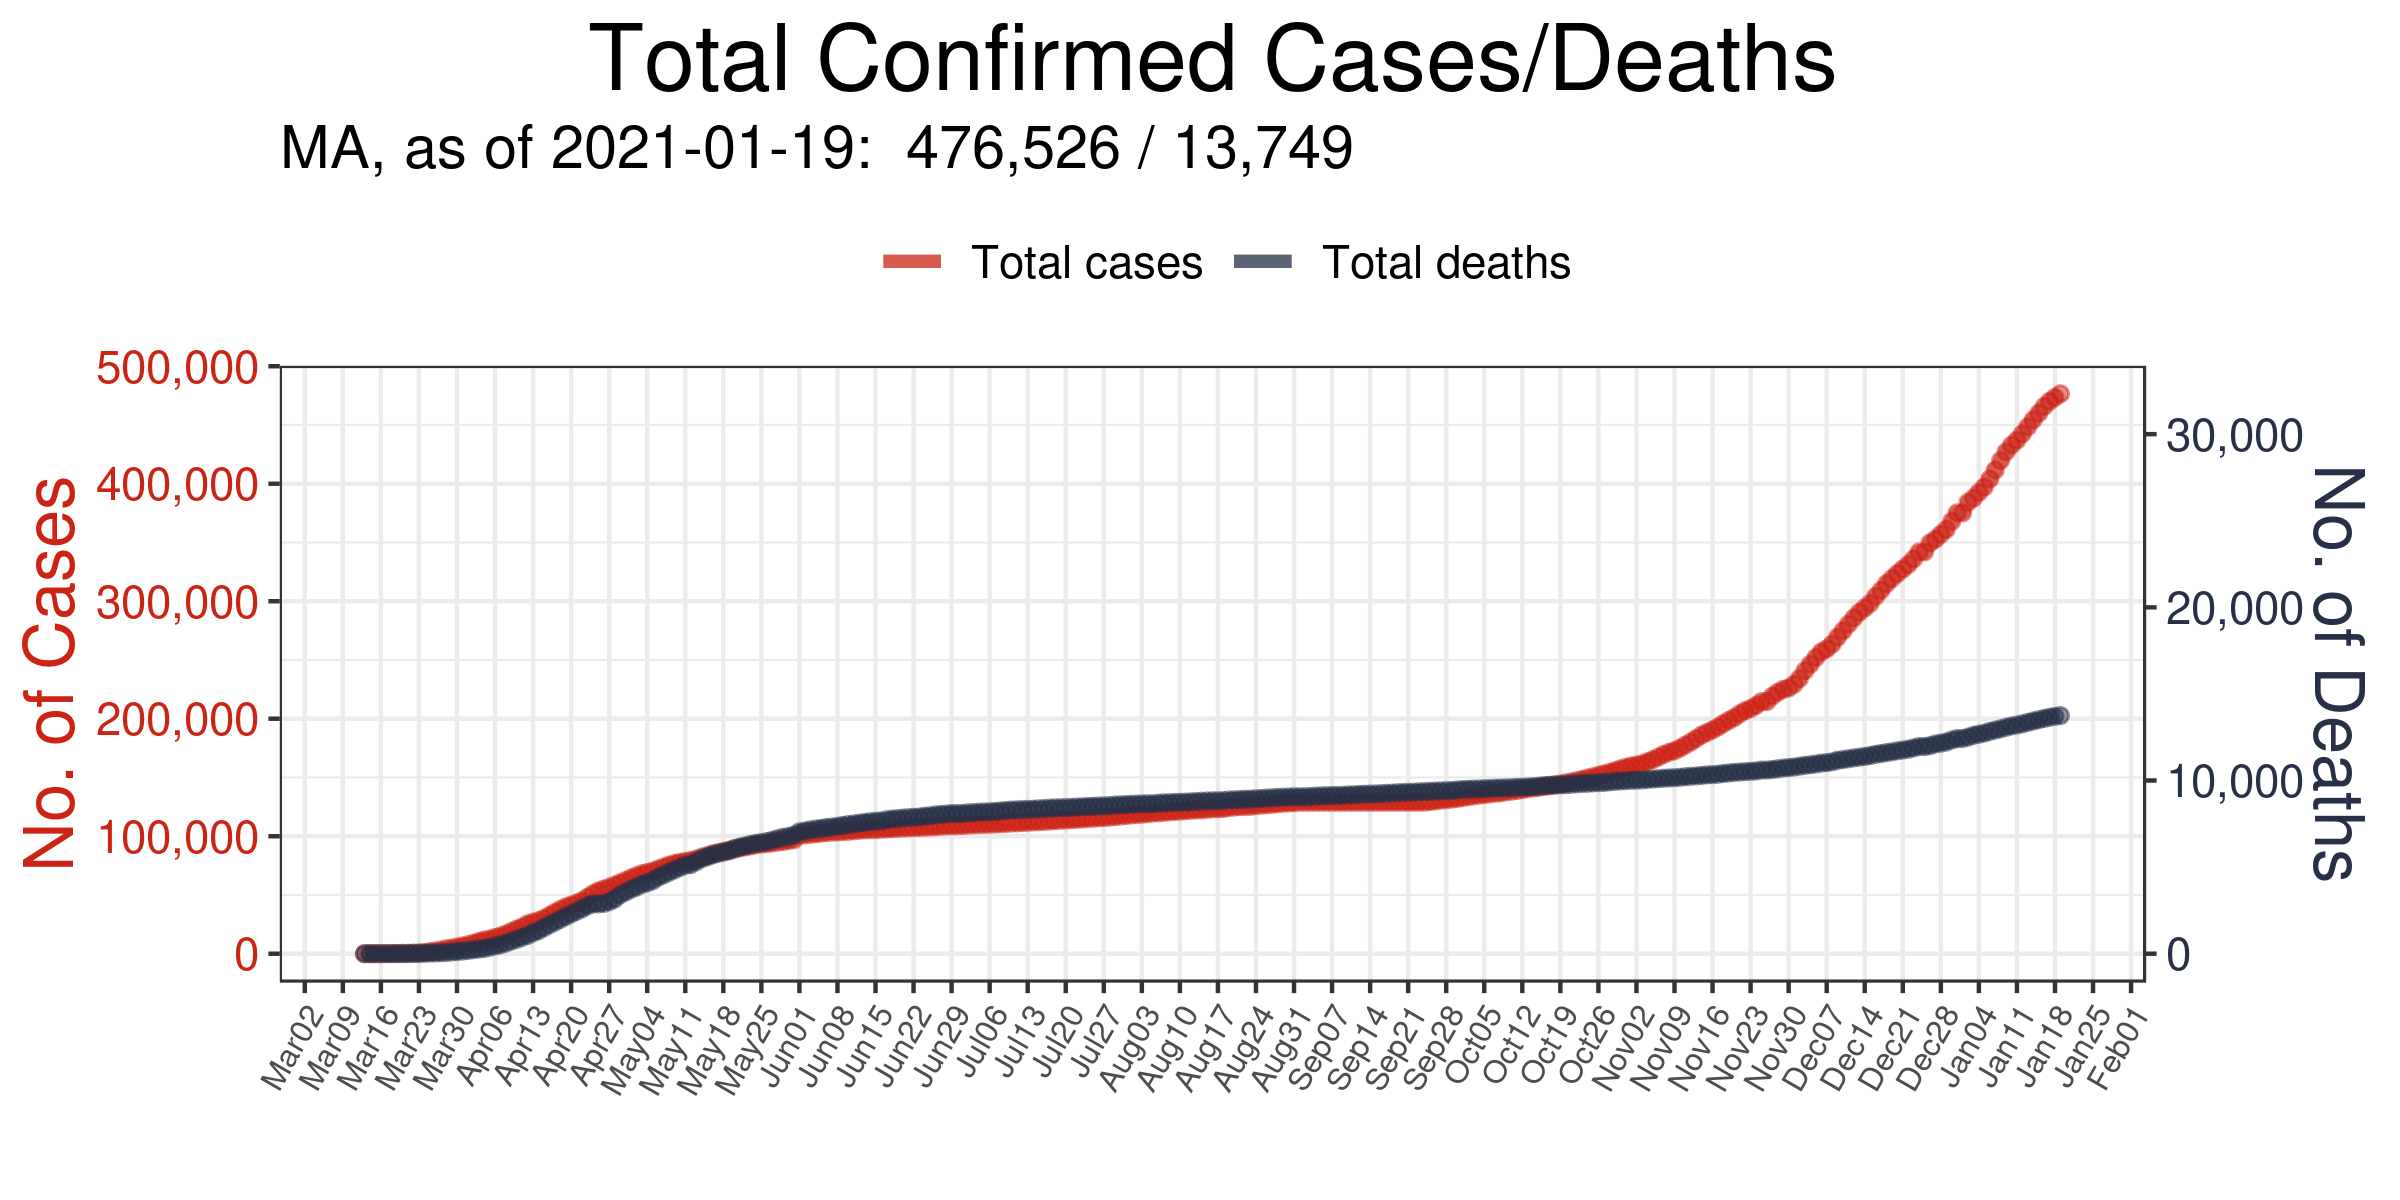 Total Confirmed Cases/Deaths
MA, as of 2021-01-19:  476,526 / 13,749
Total cases
Total deaths
No. of Cases
500,000
400,000
300,000
200,000
100,000
0
30,000
20,000
10,000
0
No. of Deaths
Mar02
Mar09
Mar16
Mar23
Mar30
Apr06
Apr13
Apr20
Apr27
May04
May11
May18
May25
Jun01
Jun08
Jun15
Jun22
Jun29
Jul06
Jul13
Jul20
Jul27
Aug03
Aug10
Aug17
Aug24
Aug31
Sep07
Sep14
Sep21
Sep28
Oct05
Oct12
Oct19
Oct26
Nov02
Nov09
Nov16
Nov23
Nov30
Dec07
Dec14
Dec21
Dec28
Jan04
Jan11
Jan18
Jan25
Feb01